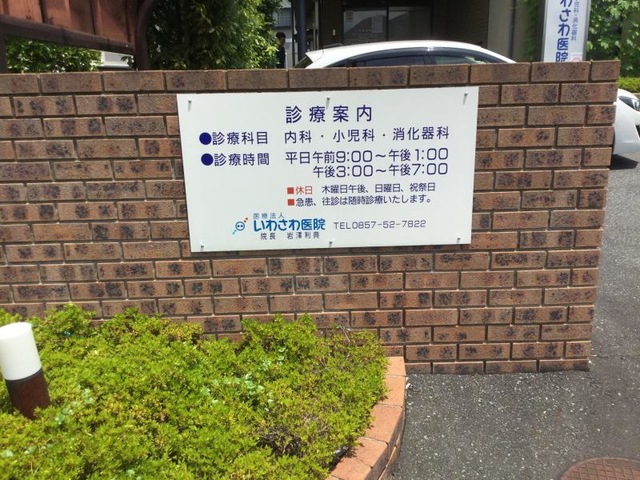 診療案内
●診療科目 内科・小児科・消化器科
●診療時間 平日午前9:00~午後1:00
午後3:00~午後7:00
■休日 木曜日午後、日曜日、祝祭日
■急患、往診は随時診療いたします。
医療法人
いわさわ医院 TEL0857-52-7822
院長 岩澤利典
いわさわ医院